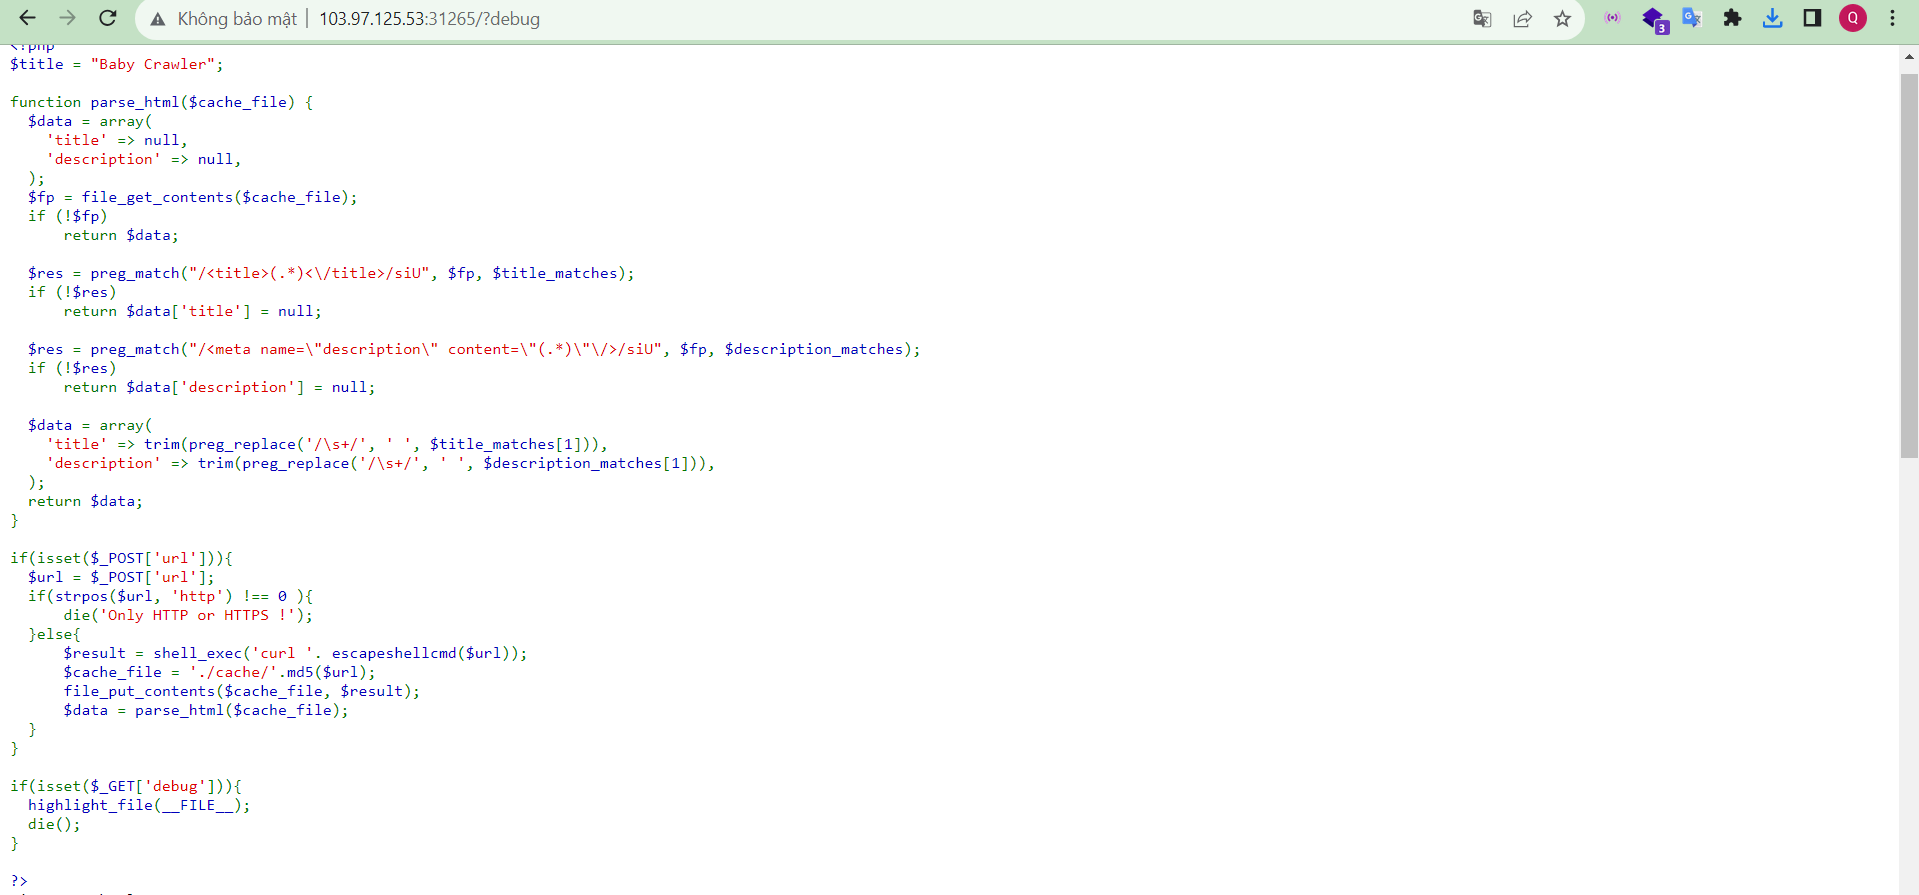 Không bảo mật | 103.97.125.53:31265/?debug
3
Q
<?php
$title = "Baby Crawler";
function parse_html($cache_file) {
  $data = array(
    'title' => null,
    'description' => null,
  );
  $fp = file_get_contents($cache_file);
  if (!$fp)
      return $data;
  $res = preg_match("/<title>(.*)<\/title>/siU", $fp, $title_matches);
  if (!$res)
      return $data['title'] = null;
  $res = preg_match("/<meta name=\"description\" content=\"(.*)\"\/>/siU", $fp, $description_matches);
  if (!$res)
      return $data['description'] = null;
  $data = array(
    'title' => trim(preg_replace('/\s+/', ' ', $title_matches[1])),
    'description' => trim(preg_replace('/\s+/', ' ', $description_matches[1])),
  );
  return $data;
}
if(isset($_POST['url'])){
  $url = $_POST['url'];
  if(strpos($url, 'http') !== 0 ){
      die('Only HTTP or HTTPS !');
  }else{
      $result = shell_exec('curl '. escapeshellcmd($url));
      $cache_file = './cache/'.md5($url);
      file_put_contents($cache_file, $result);
      $data = parse_html($cache_file);
  }
}
if(isset($_GET['debug'])){
  highlight_file(__FILE__);
  die();
}
?>